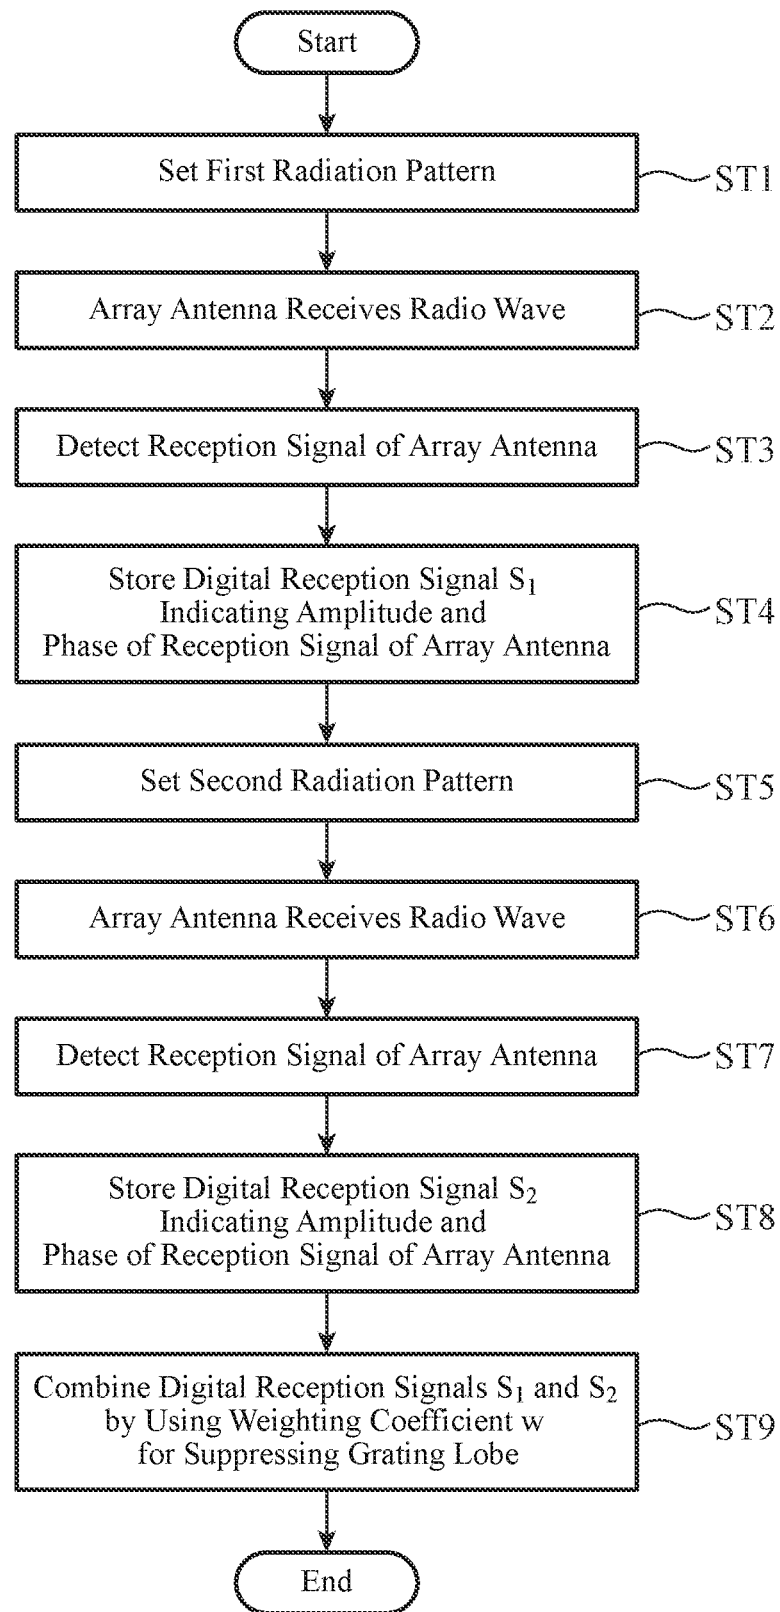 Start
Set First Radiation Pattern
ST1
Array Antenna Receives Radio Wave
ST2
Detect Reception Signal of Array Antenna
ST3
Store Digital Reception Signal S₁
Indicating Amplitude and
Phase of Reception Signal of Array Antenna
ST4
Set Second Radiation Pattern
ST5
Array Antenna Receives Radio Wave
ST6
Detect Reception Signal of Array Antenna
ST7
Store Digital Reception Signal S₂
Indicating Amplitude and
Phase of Reception Signal of Array Antenna
ST8
Combine Digital Reception Signals S₁ and S₂
by Using Weighting Coefficient w
for Suppressing Grating Lobe
ST9
End